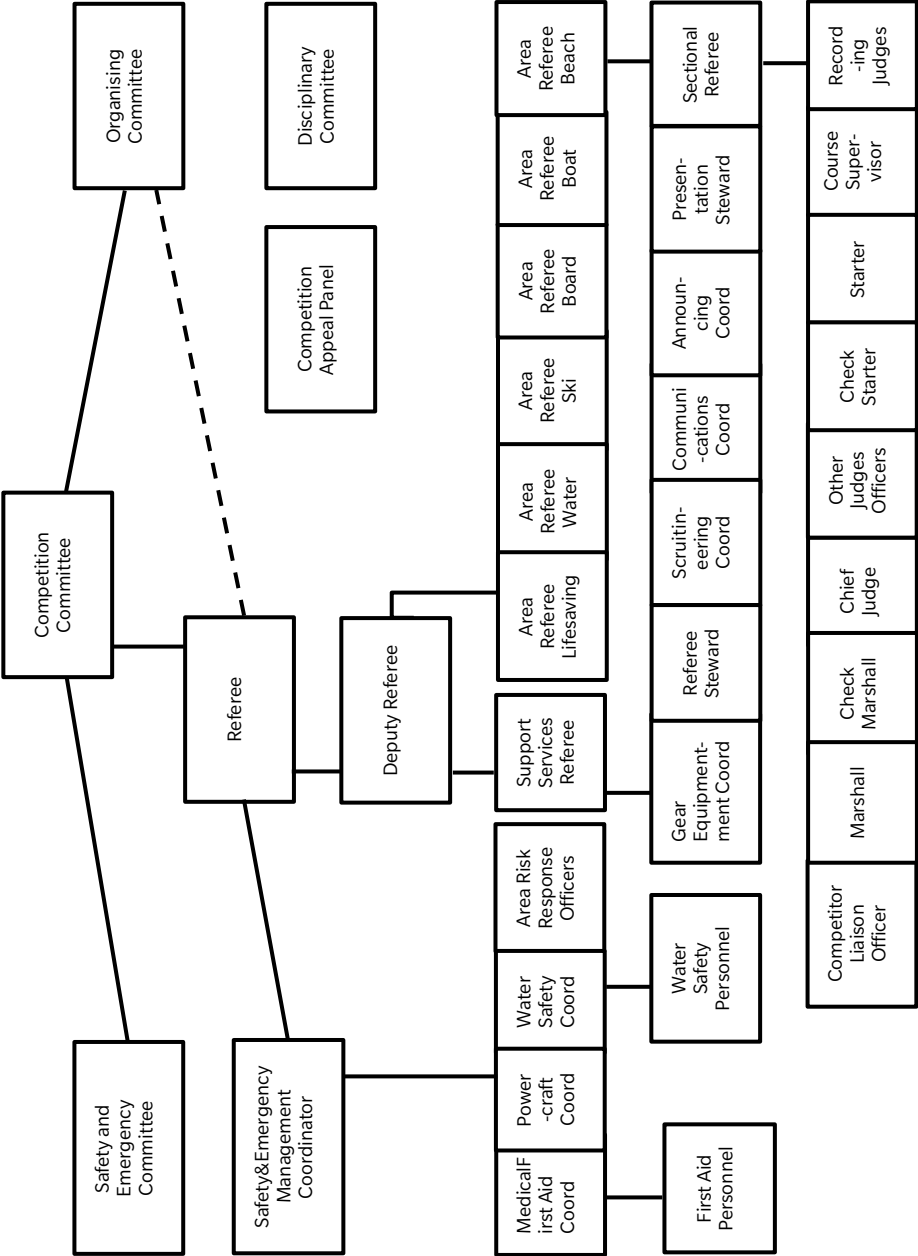 Competition
Committee
Safety and
Emergency
Committee
Organising
Committee
Referee
Safety&Emergency
Management
Coordinator
Competition
Appeal Panel
Disciplinary
Committee
Deputy Referee
MedicalF
irst Aid
Coord
Power
-craft
Coord
Water
Safety
Coord
Area Risk
Response
Officers
Support
Services
Referee
Area
Referee
Lifesaving
Area
Referee
Water
Area
Referee
Ski
Area
Referee
Board
Area
Referee
Boat
Area
Referee
Beach
First Aid
Personnel
Water
Safety
Personnel
Gear
Equipment-
ment Coord
Referee
Steward
Scruitin-
eering
Coord
Communi
-cations
Coord
Announ-
cing
Coord
Presen-
tation
Steward
Sectional
Referee
Competitor
Liaison
Officer
Marshall
Check
Marshall
Chief
Judge
Other
Judges
Officers
Check
Starter
Starter
Course
Super-
visor
Record
-ing
Judges